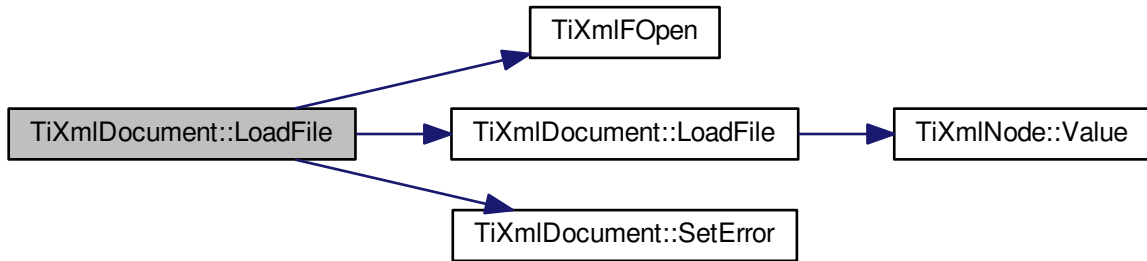 TiXmlFOpen
TiXmlDocument::LoadFile
TiXmlDocument::LoadFile
TiXmlNode::Value
TiXmlDocument::SetError